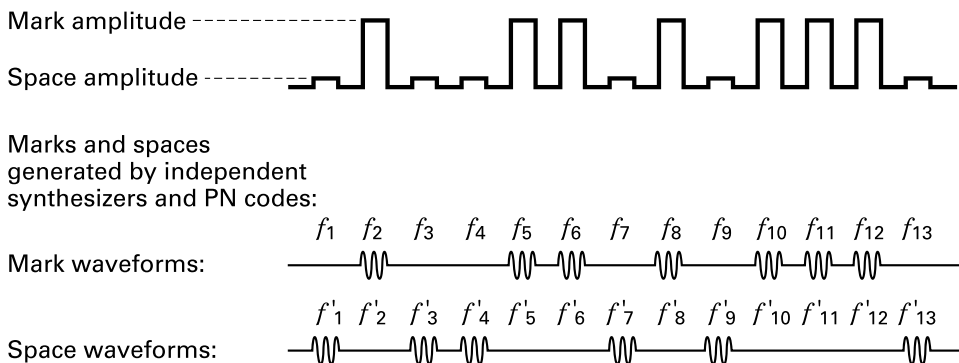 Mark amplitude
Space amplitude
Marks and spaces
generated by independent
synthesizers and PN codes:
f1 f2 f3 f4 f5 f6 f7 f8 f9 f10 f11 f12 f13
Mark waveforms:
f'1 f'2 f'3 f'4 f'5 f'6 f'7 f'8 f'9 f'10 f'11 f'12 f'13
Space waveforms: